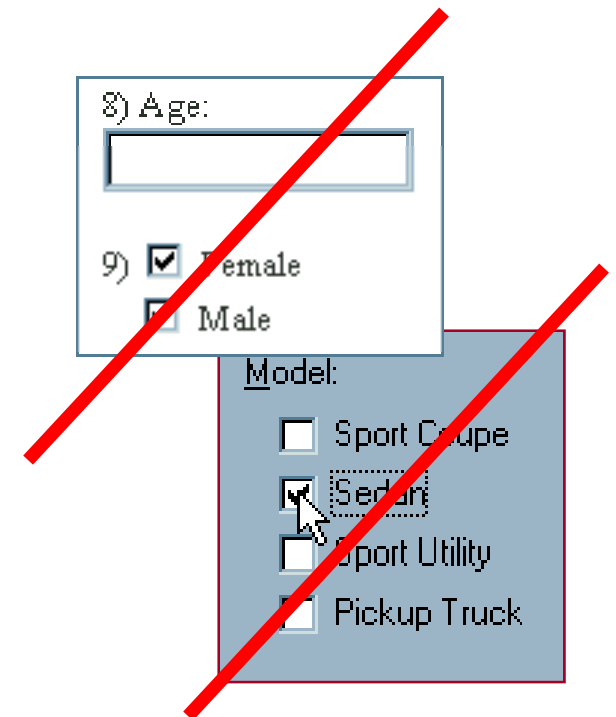 8) Age:
9) Female
Male
Model:
Sport Coupe
Sedan
Sport Utility
Pickup Truck